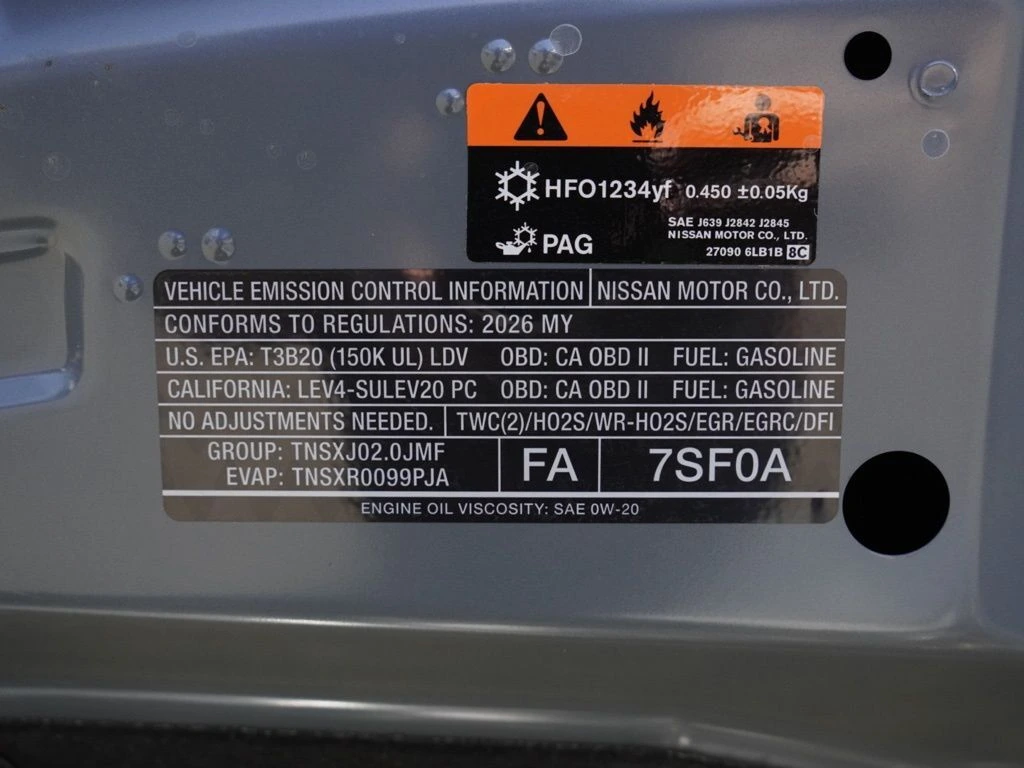 HFO1234yf 0.450 ±0.05Kg
SAE J639 J2842 J2845
NISSAN MOTOR CO., LTD.
PAG
27090 6LB1B 8C
VEHICLE EMISSION CONTROL INFORMATION NISSAN MOTOR CO., LTD.
CONFORMS TO REGULATIONS: 2026 MY
U.S. EPA: T3B20 (150K UL) LDV OBD: CA OBD II FUEL: GASOLINE
CALIFORNIA: LEV4-SULEV20 PC OBD: CA OBD II FUEL: GASOLINE
NO ADJUSTMENTS NEEDED. TWC(2)/HO2S/WR-HO2S/EGR/EGRC/DFI
GROUP: TNSXJ02.0JMF
EVAP: TNSXR0099PJA
FA
7SF0A
ENGINE OIL VISCOSITY: SAE 0W-20